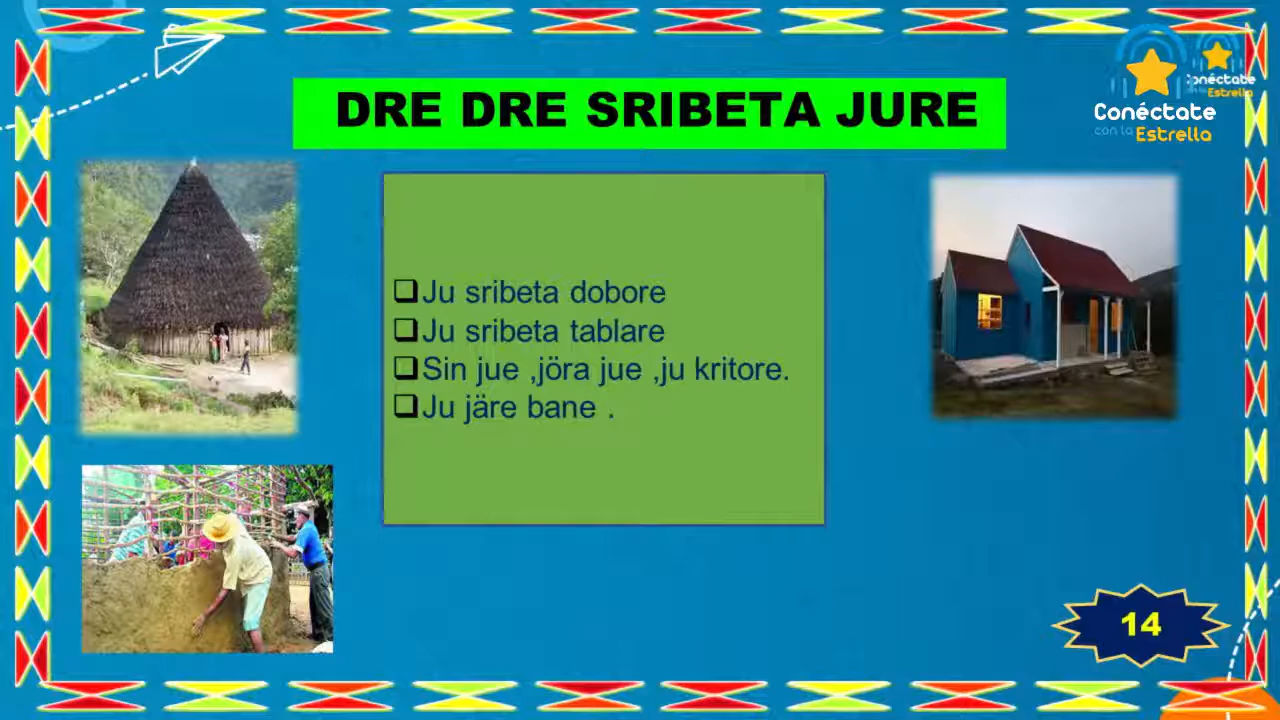 DRE DRE SRIBETA JURE
Conéctate
Estrella
Conéctate
con la
Estrella
❑Ju sribeta dobore
❑Ju sribeta tablare
❑Sin jue ,jöra jue ,ju kritore.
❑Ju järe bane .
14